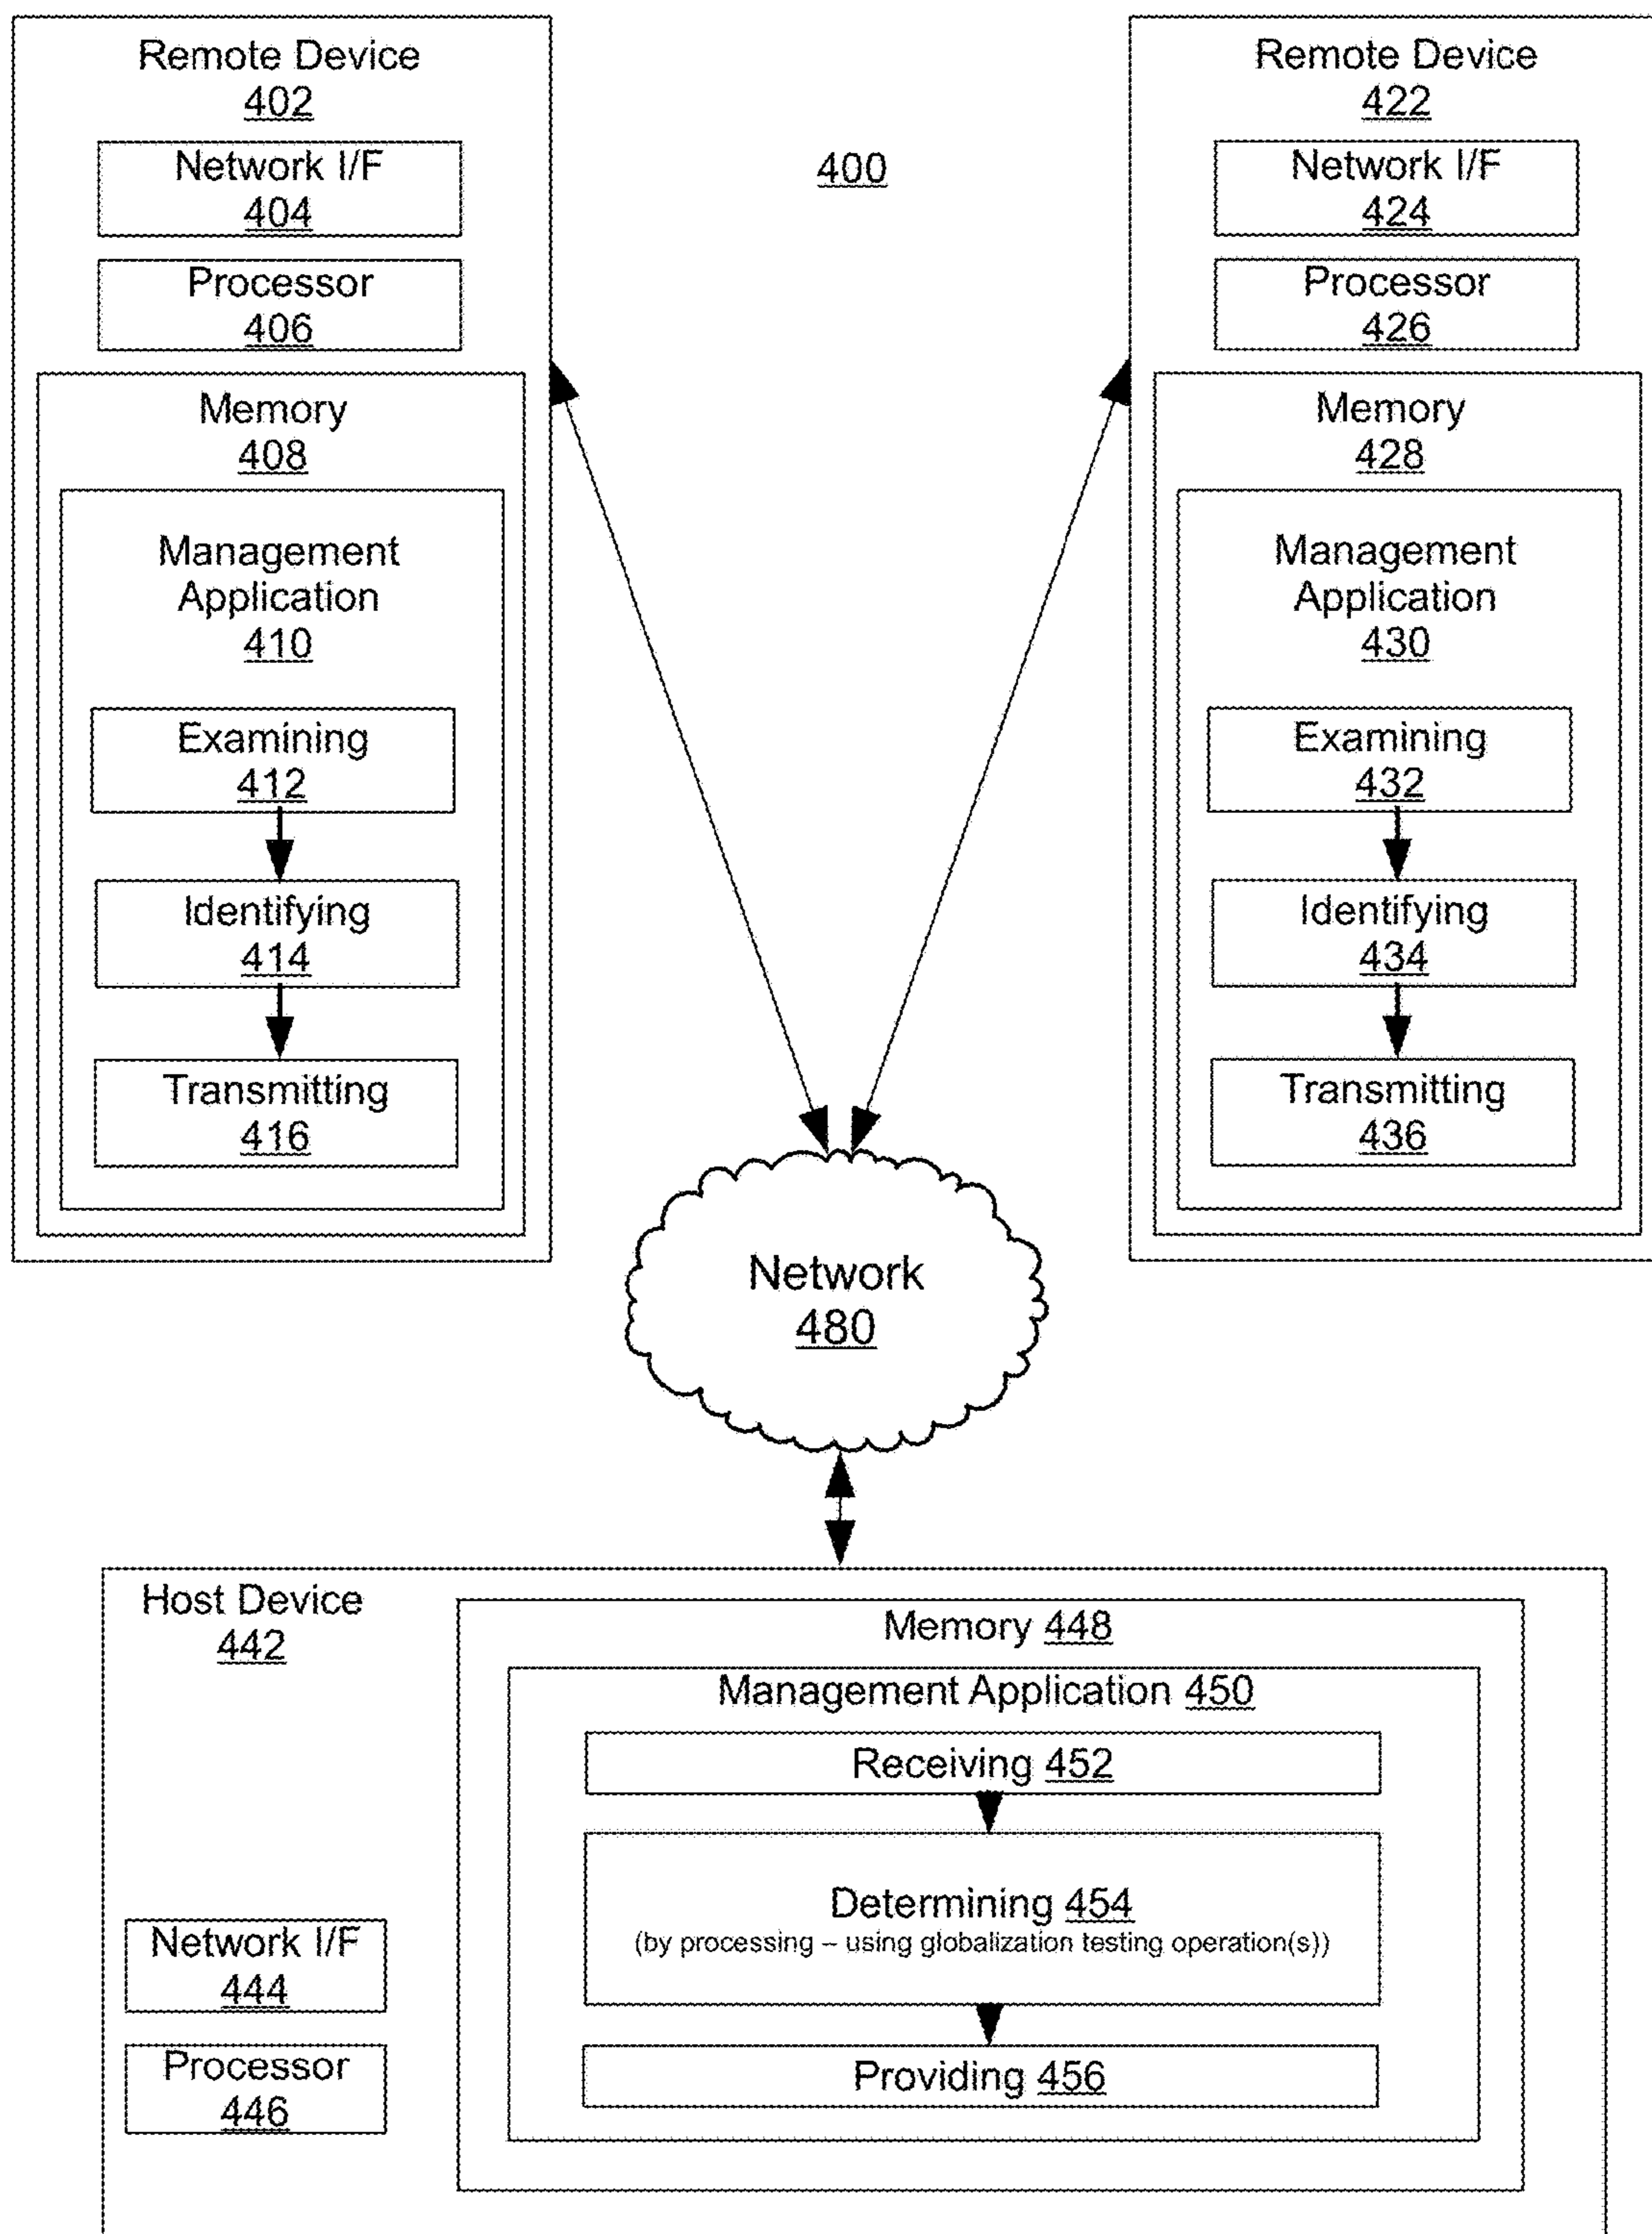 Remote Device
402
Network I/F
404
Processor
406
Memory
408
Management
Application
410
Examining
412
Identifying
414
Transmitting
416
400
Remote Device
422
Network I/F
424
Processor
426
Memory
428
Management
Application
430
Examining
432
Identifying
434
Transmitting
436
Network
480
Host Device
442
Network I/F
444
Processor
446
Memory 448
Management Application 450
Receiving 452
Determining 454
(by processing – using globalization testing operation(s))
Providing 456